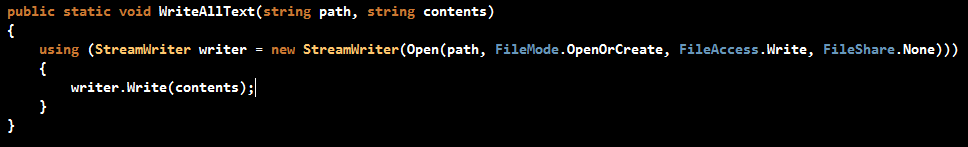 public static void WriteAllText(string path, string contents)
{
    using (StreamWriter writer = new StreamWriter(Open(path, FileMode.OpenOrCreate, FileAccess.Write, FileShare.None)))
    {
        writer.Write(contents);
    }
}